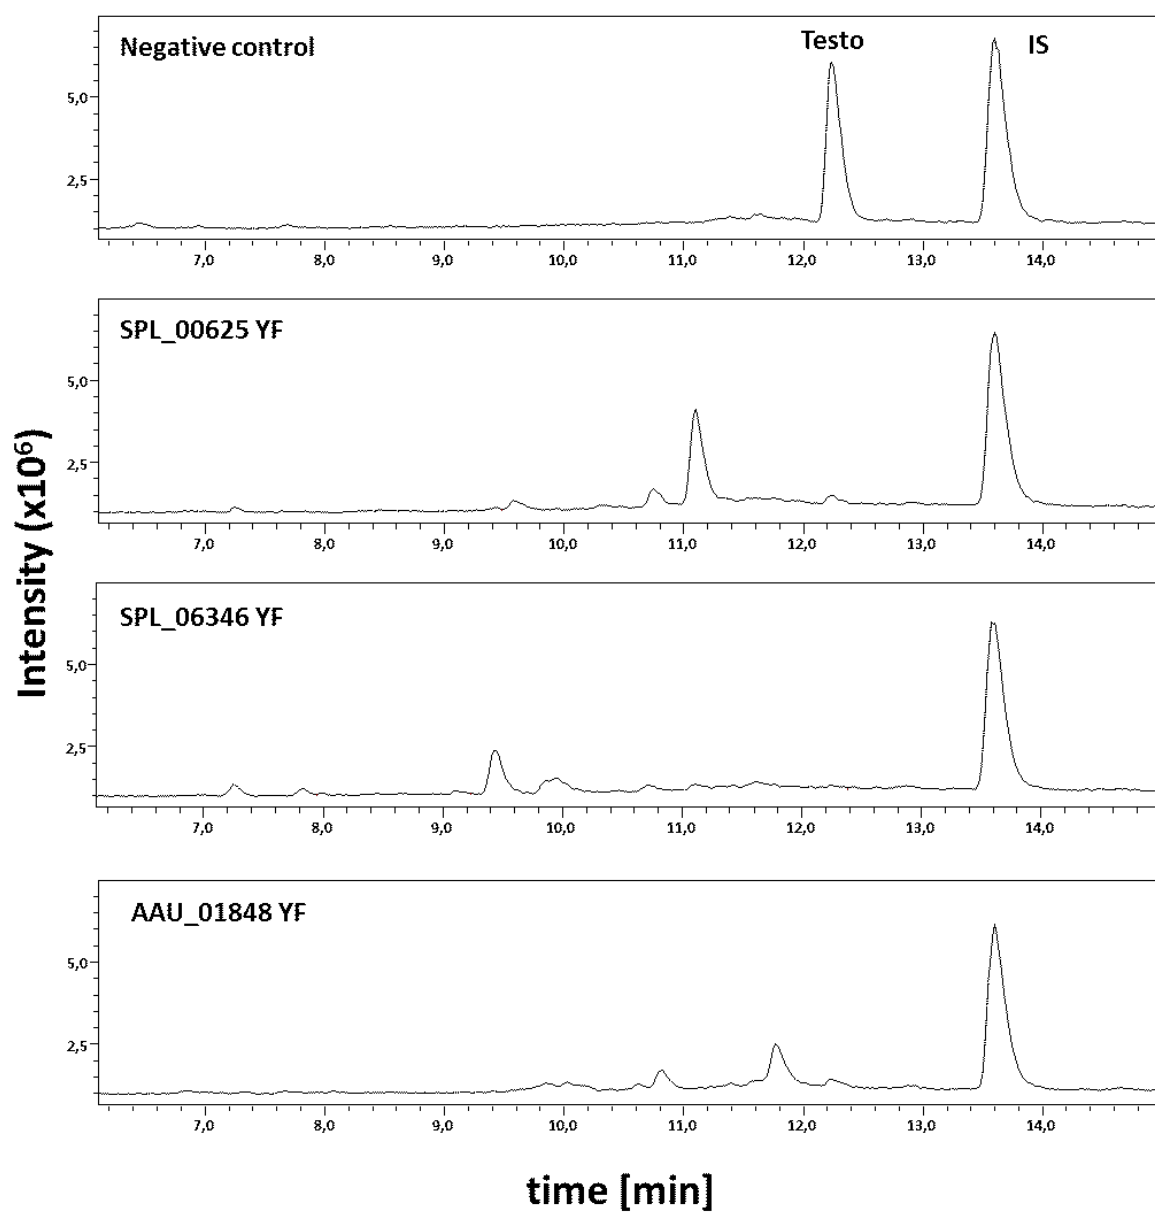 Negative control
Testo
IS
5,0
2,5
7,0 8,0 9,0 10,0 11,0 12,0 13,0 14,0
SPL_00625 YF
5,0
2,5
7,0 8,0 9,0 10,0 11,0 12,0 13,0 14,0
Intensity (x10⁶)
SPL_06346 YF
5,0
2,5
7,0 8,0 9,0 10,0 11,0 12,0 13,0 14,0
AAU_01848 YF
5,0
2,5
7,0 8,0 9,0 10,0 11,0 12,0 13,0 14,0
time [min]